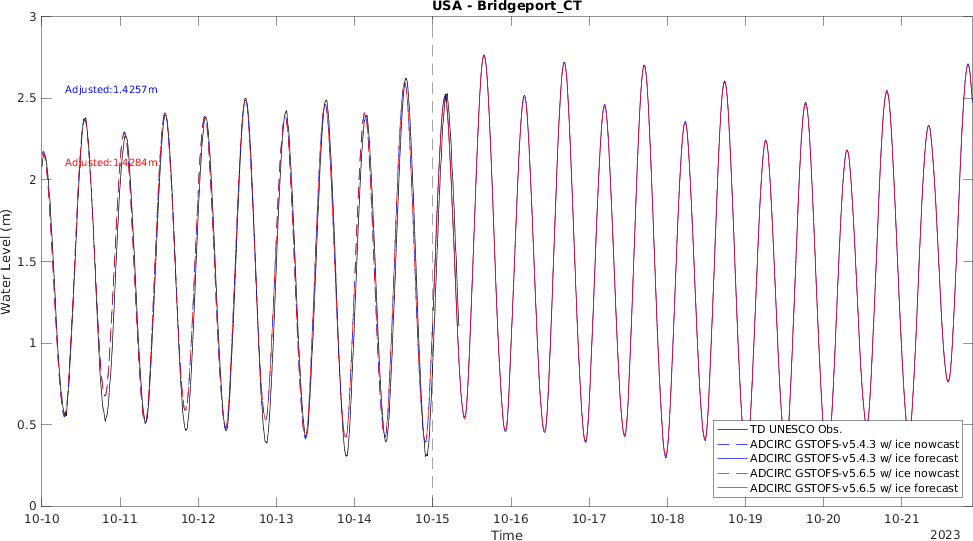 USA - Bridgeport_CT
3
2.5
2
1.5
1
0.5
0
Water Level (m)
Adjusted:1.4257m
Adjusted:1.4284m
TD UNESCO Obs.
ADCIRC GSTOFS-v5.4.3 w/ ice nowcast
ADCIRC GSTOFS-v5.4.3 w/ ice forecast
ADCIRC GSTOFS-v5.6.5 w/ ice nowcast
ADCIRC GSTOFS-v5.6.5 w/ ice forecast
10-10 10-11 10-12 10-13 10-14 10-15 10-16 10-17 10-18 10-19 10-20 10-21
Time
2023